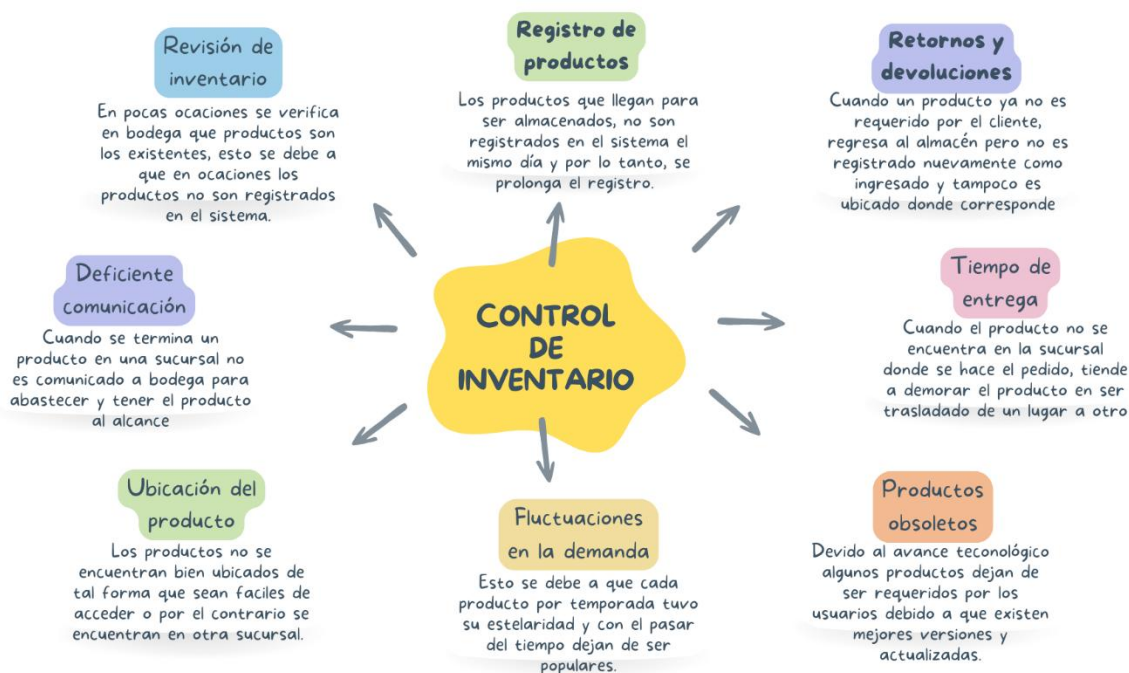 Revisión de
inventario
En pocas ocaciones se verifica
en bodega que productos son
los existentes, esto se debe a
que en ocaciones los
productos no son registrados
en el sistema.
Registro de
productos
Los productos que llegan para
ser almacenados, no son
registrados en el sistema el
mismo día y por lo tanto, se
prolonga el registro.
Retornos y
devoluciones
Cuando un producto ya no es
requerido por el cliente,
regresa al almacén pero no es
registrado nuevamente como
ingresado y tampoco es
ubicado donde corresponde
Deficiente
comunicación
Cuando se termina un
producto en una sucursal no
es comunicado a bodega para
abastecer y tener el producto
al alcance
CONTROL
DE
INVENTARIO
Tiempo de
entrega
Cuando el producto no se
encuentra en la sucursal
donde se hace el pedido, tiende
a demorar el producto en ser
trasladado de un lugar a otro
Ubicación del
producto
Los productos no se
encuentran bien ubicados de
tal forma que sean faciles de
acceder o por el contrario se
encuentran en otra sucursal.
Fluctuaciones
en la demanda
Esto se debe a que cada
producto por temporada tuvo
su estelaridad y con el pasar
del tiempo dejan de ser
populares.
Productos
obsoletos
Devido al avance teconológico
algunos productos dejan de
ser requeridos por los
usuarios debido a que existen
mejores versiones y
actualizadas.